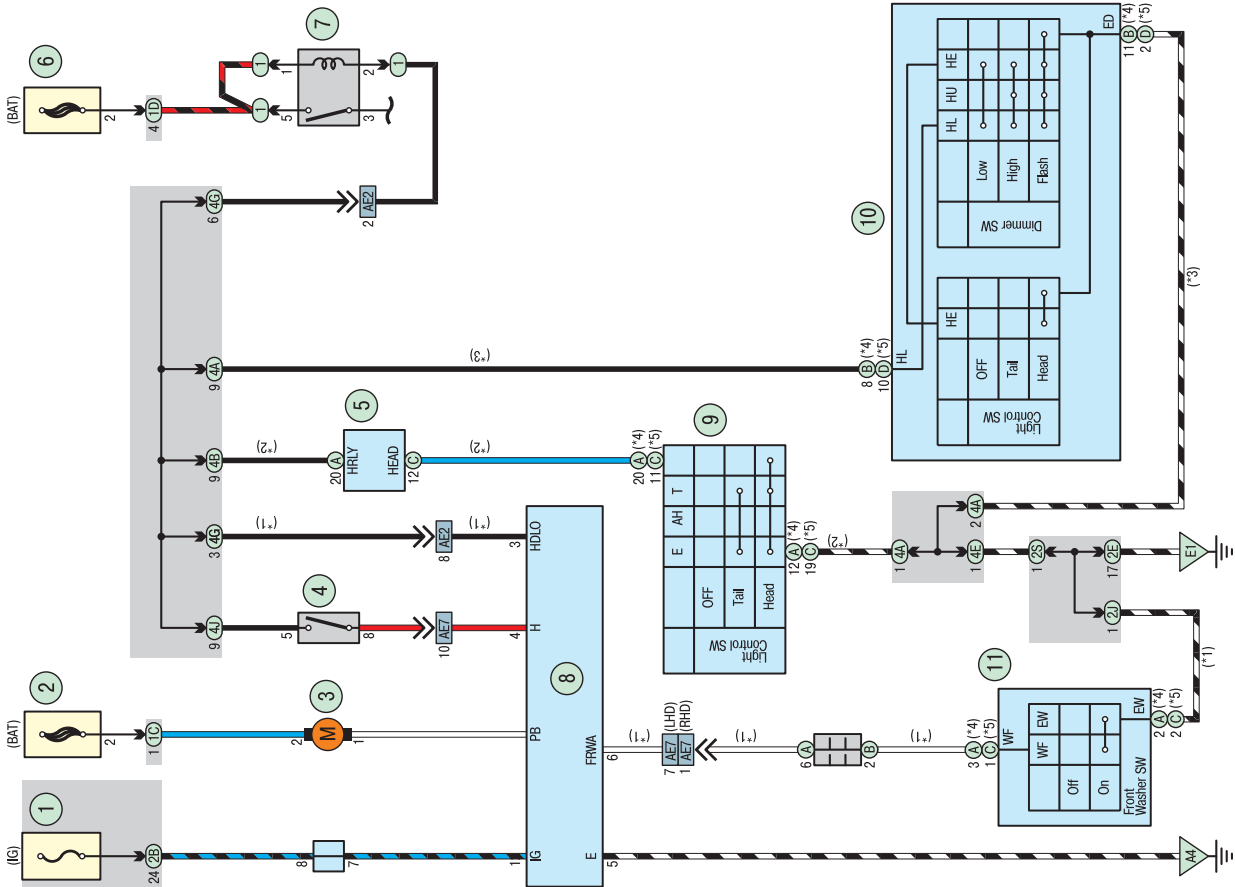 (IG)
1
24
2B
8
7
1
IG
(BAT)
2
2
1
1C
2
M
3
1
PB
9
4J
5
4
8
10
AE7
4
H
3
4G
(*1)
8
AE2
(*1)
3
HDLO
9
4B
(*2)
20
A
HRLY
5
HEAD
12
C
(*2)
20
A
(*4)
11
C
(*5)
9
4A
(*3)
8
B
(*4)
10
D
(*5)
HL
6
4G
2
AE2
(BAT)
6
2
4
1D
1
1
7
1
5
2
3
1
8
E
5
A4
FRWA
6
(*1)
7
AE7
(LHD)
1
AE7
(RHD)
(*1)
6
A
2
B
(*1)
3
A
(*4)
1
C
(*5)
WF
11
WF
EW
Off
On
Front
Washer SW
EW
2
A
(*4)
2
C
(*5)
(*1)
9
E
AH
T
OFF
Tail
Head
Light
Control SW
12
A
(*4)
19
C
(*5)
(*2)
1
4A
2
4A
1
4E
1
2S
1
2J
17
2E
E1
10
HE
OFF
Tail
Head
Light
Control SW
HL
HU
HE
Low
High
Flash
Dimmer SW
ED
11
B
(*4)
2
D
(*5)
(*3)